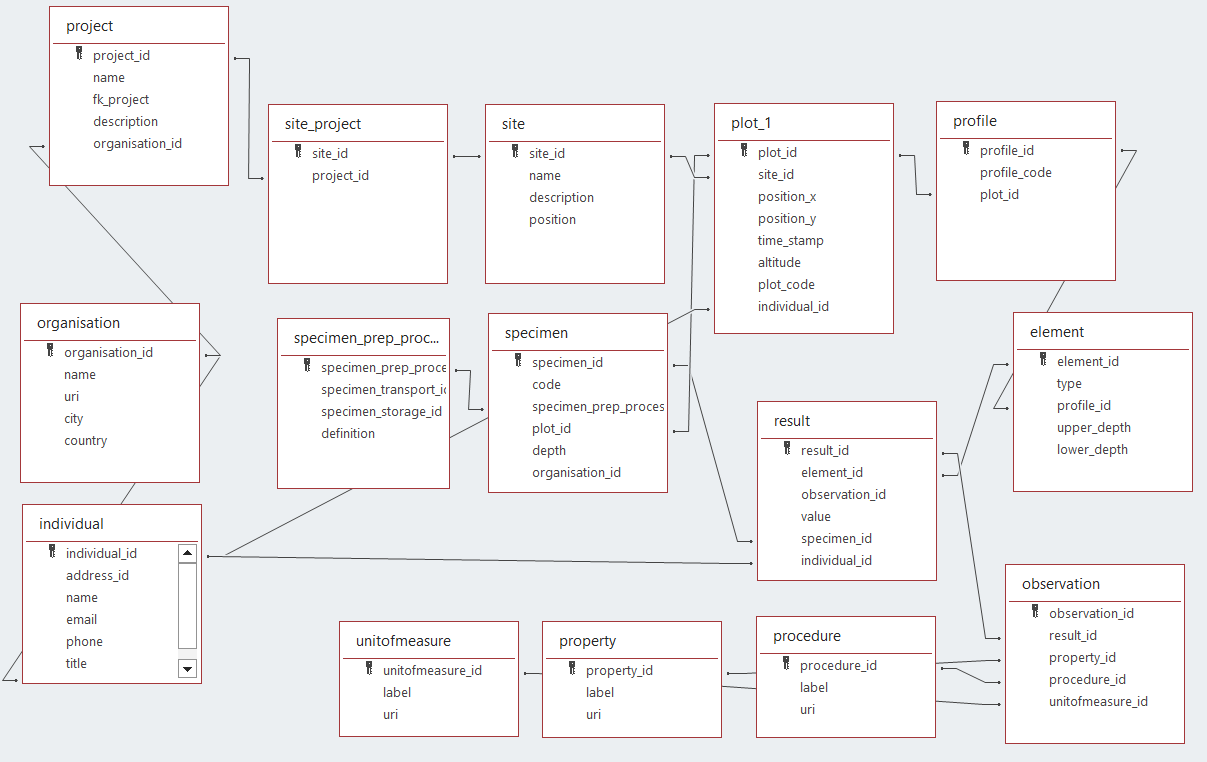 project
project_id
name
fk_project
description
organisation_id
site_project
site_id
project_id
site
site_id
name
description
position
plot_1
plot_id
site_id
position_x
position_y
time_stamp
altitude
plot_code
individual_id
profile
profile_id
profile_code
plot_id
organisation
organisation_id
name
uri
city
country
specimen_prep_proc...
specimen_prep_proce
specimen_transport_i
specimen_storage_id
definition
specimen
specimen_id
code
specimen_prep_proces
plot_id
depth
organisation_id
element
element_id
type
profile_id
upper_depth
lower_depth
result
result_id
element_id
observation_id
value
specimen_id
individual_id
individual
individual_id
address_id
name
email
phone
title
unitofmeasure
unitofmeasure_id
label
uri
property
property_id
label
uri
procedure
procedure_id
label
uri
observation
observation_id
result_id
property_id
procedure_id
unitofmeasure_id